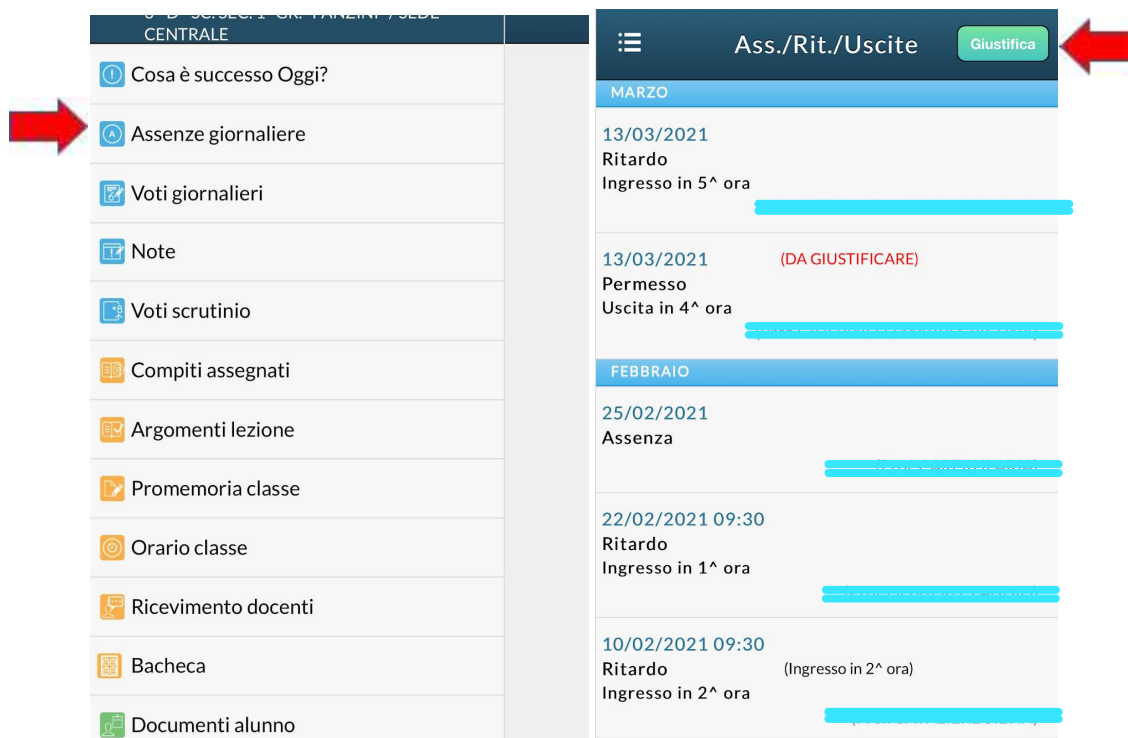 CENTRALE
Cosa è successo Oggi?
Assenze giornaliere
Voti giornalieri
Note
Voti scrutinio
Compiti assegnati
Argomenti lezione
Promemoria classe
Orario classe
Ricevimento docenti
Bacheca
Documenti alunno
Ass./Rit./Uscite
Giustifica
MARZO
13/03/2021
Ritardo
Ingresso in 5^ ora
13/03/2021 (DA GIUSTIFICARE)
Permesso
Uscita in 4^ ora
FEBBRAIO
25/02/2021
Assenza
22/02/2021 09:30
Ritardo
Ingresso in 1^ ora
10/02/2021 09:30
Ritardo (Ingresso in 2^ ora)
Ingresso in 2^ ora